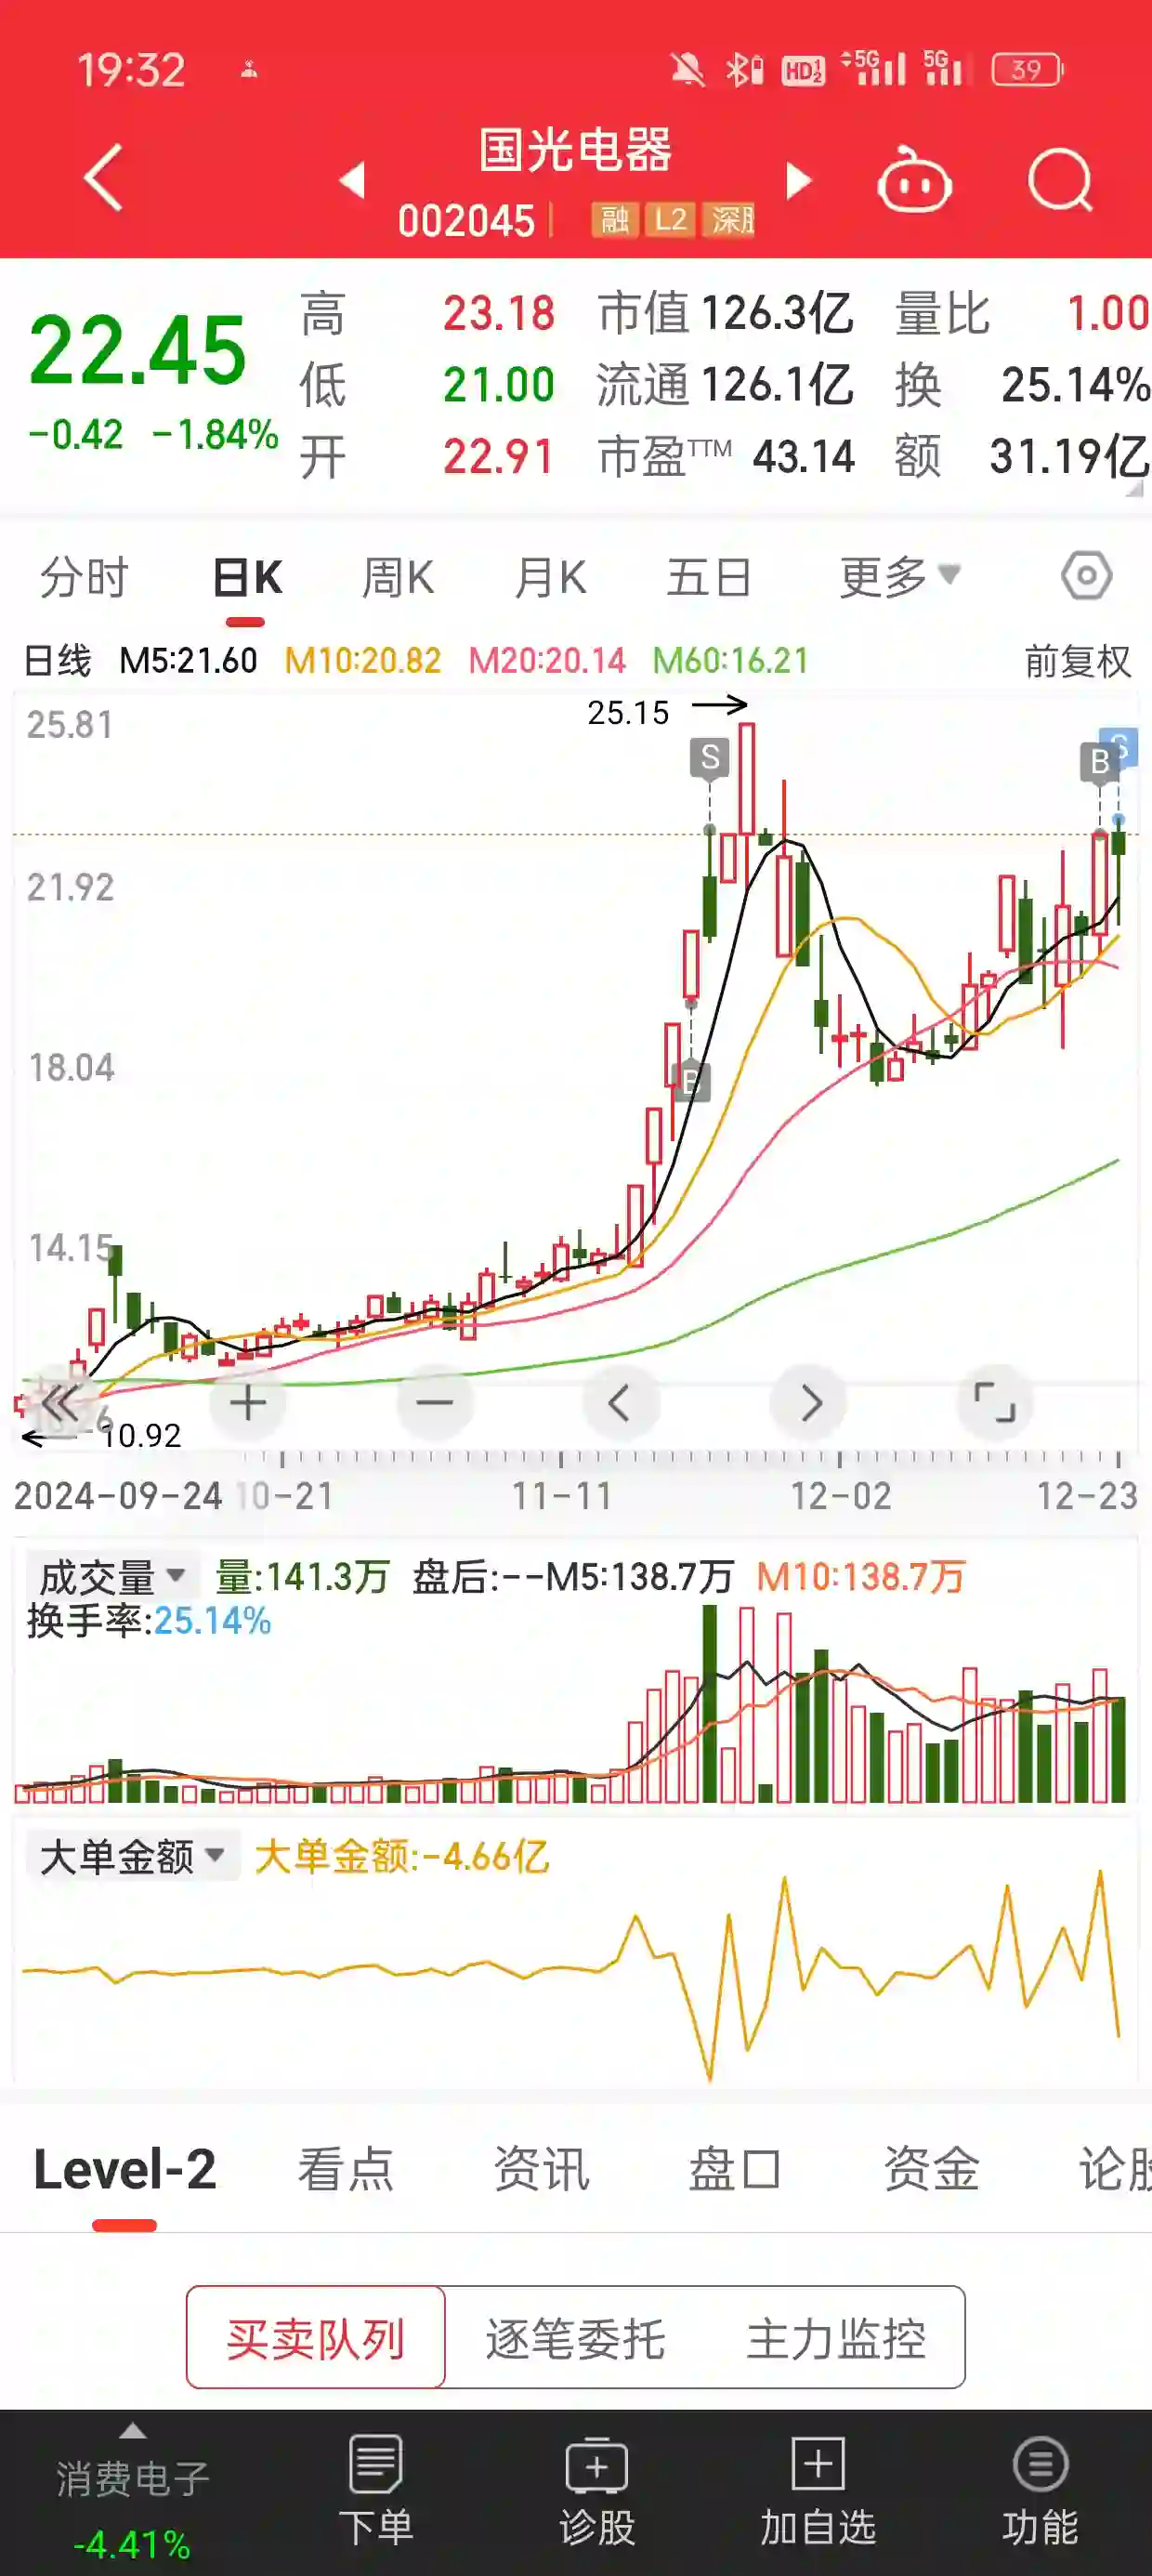 19:32
HD 1 2 5G 5G 39
国光电器
002045 融 L2 深股
22.45
-0.42 -1.84%
高 23.18 市值 126.3亿 量比 1.00
低 21.00 流通 126.1亿 换 25.14%
开 22.91 市盈TTM 43.14 额 31.19亿
分时 日K 周K 月K 五日 更多
日线 M5:21.60 M10:20.82 M20:20.14 M60:16.21 前复权
25.81
25.15
S
B S
21.92
18.04
B
14.15
10.92
2024-09-24 10-21 11-11 12-02 12-23
成交量 量:141.3万 盘后:--M5:138.7万 M10:138.7万
换手率:25.14%
大单金额 大单金额:-4.66亿
Level-2 看点 资讯 盘口 资金 论股
买卖队列 逐笔委托 主力监控
消费电子
-4.41%
下单 诊股 加自选 功能